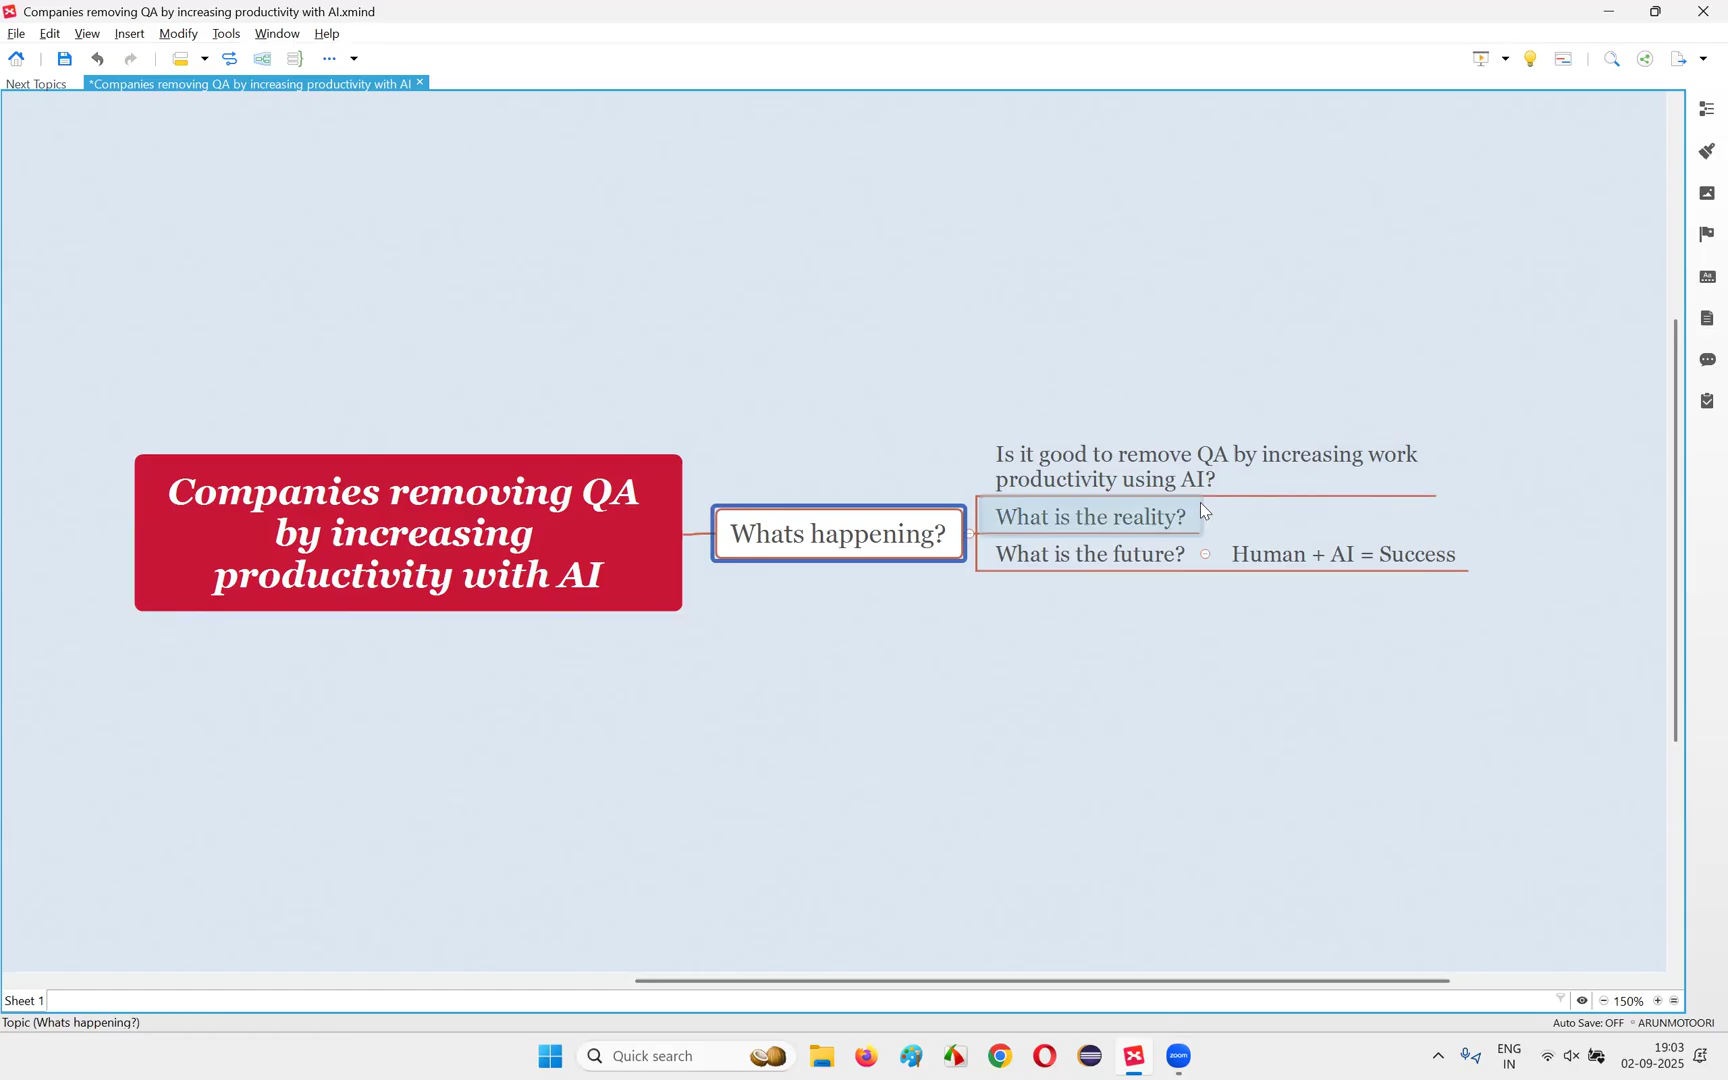 Companies removing QA by increasing productivity with AI.xmind
File Edit View Insert Modify Tools Window Help
Next Topics
*Companies removing QA by increasing productivity with AI
Companies removing QA
by increasing
productivity with AI
Whats happening?
Is it good to remove QA by increasing work
productivity using AI?
What is the reality?
What is the future?
Human + AI = Success
Sheet 1
150%
Topic (Whats happening?)
Auto Save: OFF
ARUNMOTOORI
Quick search
zoom
ENG
IN
19:03
02-09-2025